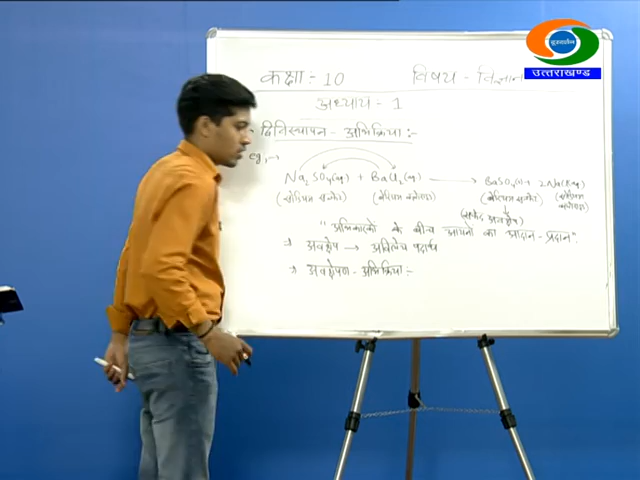 दूरदर्शन
उत्तराखण्ड
कक्षा :- 10 विषय - विज्ञान
अध्याय - 1
द्विविस्थापन - अभिक्रिया :-
eg, →
Na2SO4(aq) + BaCl2(aq) → BaSO4(s) + 2NaCl(aq)
(सोडियम सल्फेट) (बेरियम क्लोराइड) (बेरियम सल्फेट) (सोडियम क्लोराइड)
(सफेद अवक्षेप)
"अभिकारकों के बीच आयनों का आदान - प्रदान".
→ अवक्षेप → अविलेय पदार्थ
→ अवक्षेपण - अभिक्रिया :-